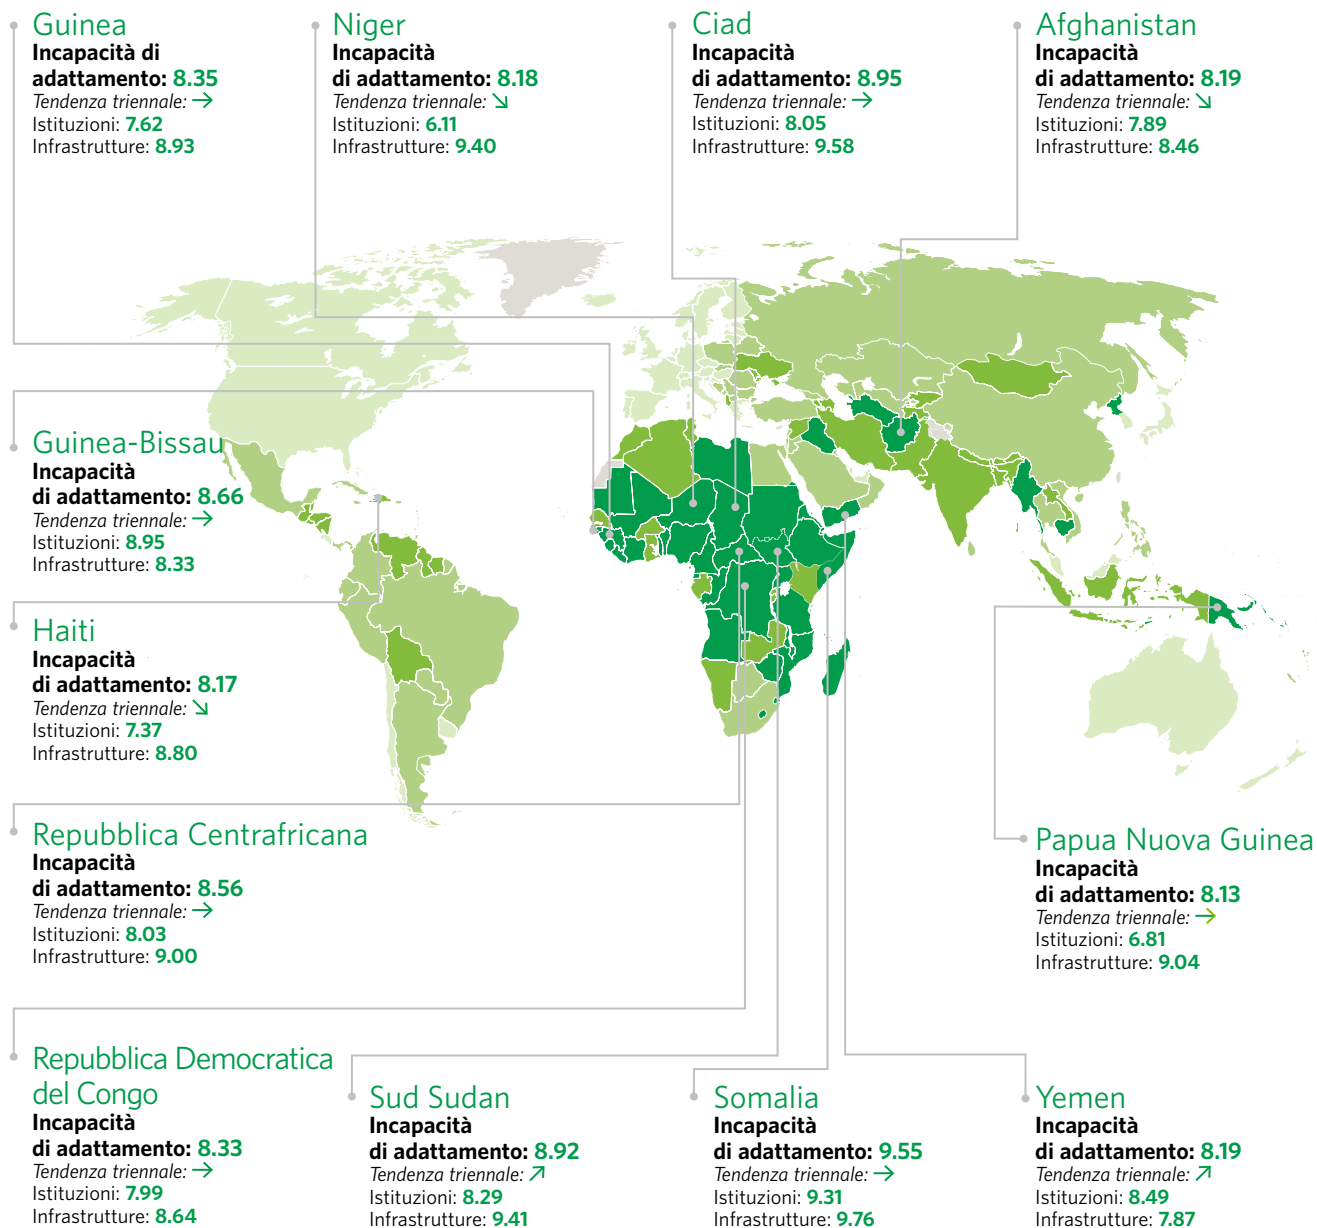 Guinea
Incapacità di
adattamento: 8.35
Tendenza triennale: →
Istituzioni: 7.62
Infrastrutture: 8.93
Niger
Incapacità
di adattamento: 8.18
Tendenza triennale: ↘
Istituzioni: 6.11
Infrastrutture: 9.40
Ciad
Incapacità
di adattamento: 8.95
Tendenza triennale: →
Istituzioni: 8.05
Infrastrutture: 9.58
Afghanistan
Incapacità
di adattamento: 8.19
Tendenza triennale: ↘
Istituzioni: 7.89
Infrastrutture: 8.46
Guinea-Bissau
Incapacità
di adattamento: 8.66
Tendenza triennale: →
Istituzioni: 8.95
Infrastrutture: 8.33
Haiti
Incapacità
di adattamento: 8.17
Tendenza triennale: ↘
Istituzioni: 7.37
Infrastrutture: 8.80
Repubblica Centrafricana
Incapacità
di adattamento: 8.56
Tendenza triennale: →
Istituzioni: 8.03
Infrastrutture: 9.00
Papua Nuova Guinea
Incapacità
di adattamento: 8.13
Tendenza triennale: →
Istituzioni: 6.81
Infrastrutture: 9.04
Repubblica Democratica
del Congo
Incapacità
di adattamento: 8.33
Tendenza triennale: →
Istituzioni: 7.99
Infrastrutture: 8.64
Sud Sudan
Incapacità
di adattamento: 8.92
Tendenza triennale: ↗
Istituzioni: 8.29
Infrastrutture: 9.41
Somalia
Incapacità
di adattamento: 9.55
Tendenza triennale: →
Istituzioni: 9.31
Infrastrutture: 9.76
Yemen
Incapacità
di adattamento: 8.19
Tendenza triennale: ↗
Istituzioni: 8.49
Infrastrutture: 7.87